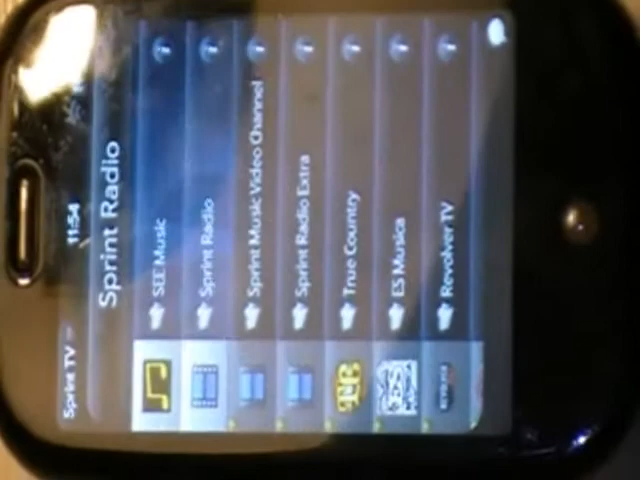 Sprint TV
11:54
Sprint Radio
SEE Music
Sprint Radio
Sprint Music Video Channel
Sprint Radio Extra
True Country
ES Musica
Revolver TV